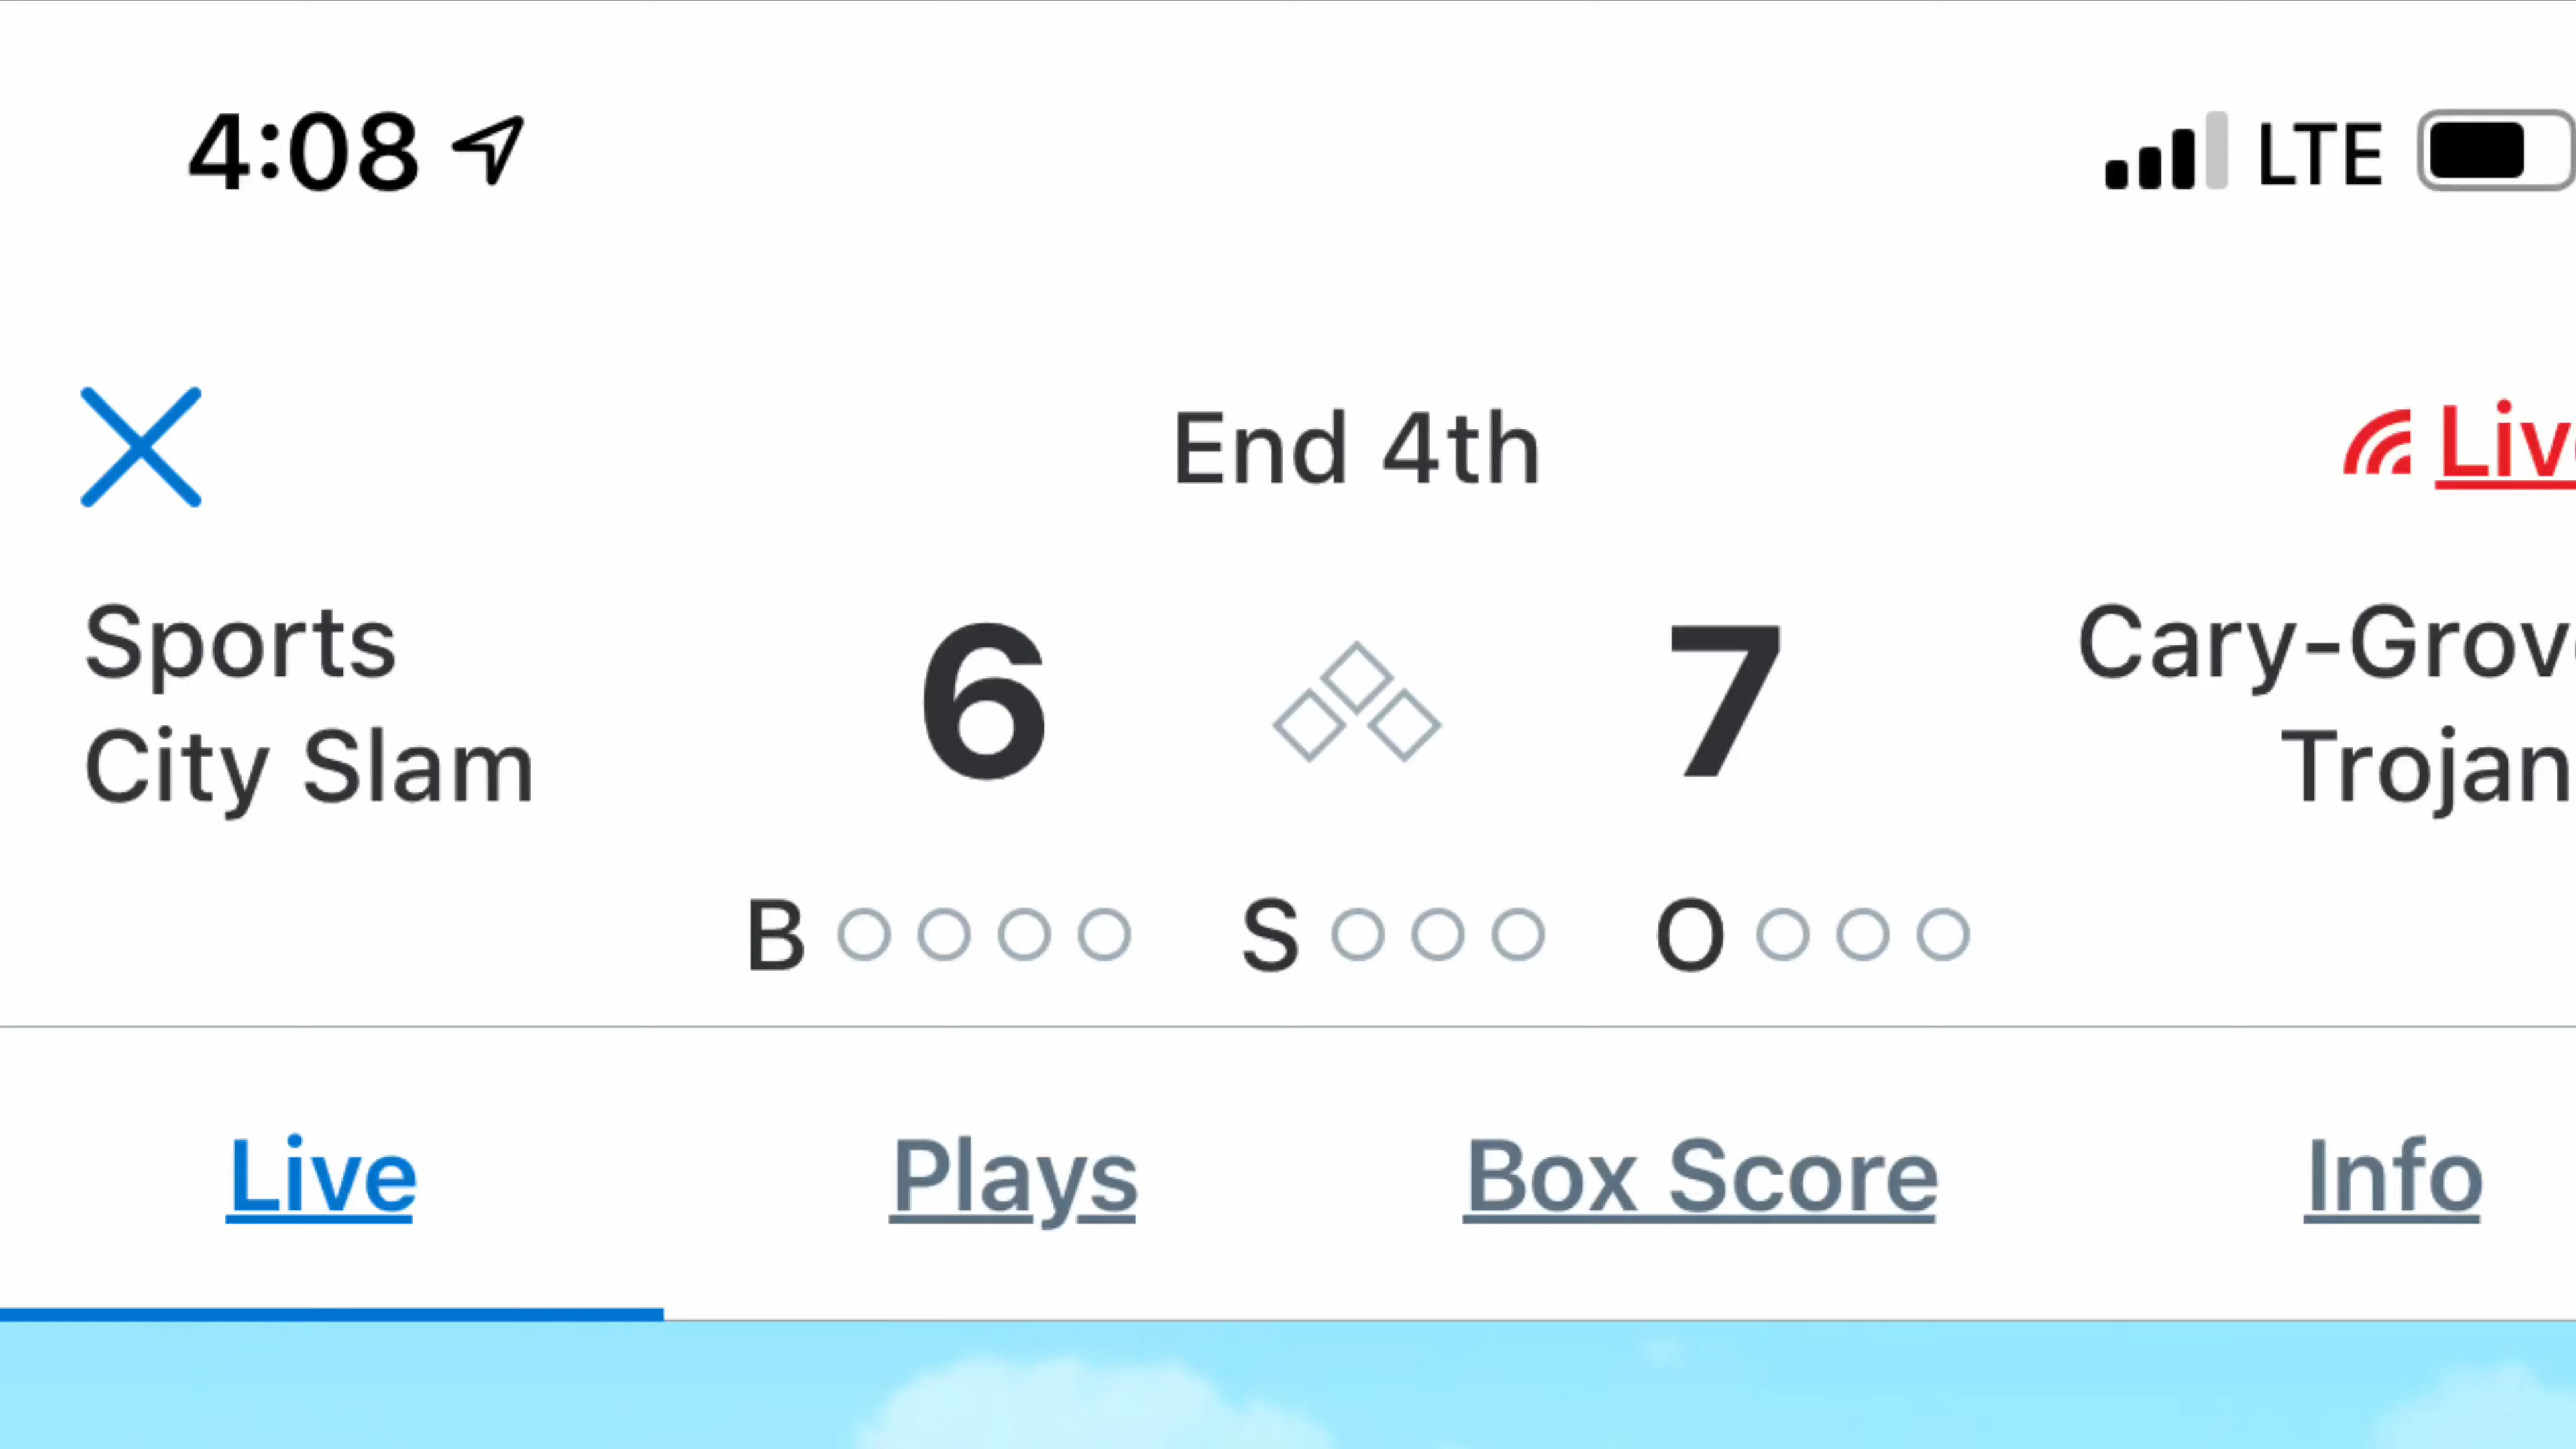 4:08 LTE
End 4th
Sports 6 7
City Slam
B S O
Live Plays Box Score Info